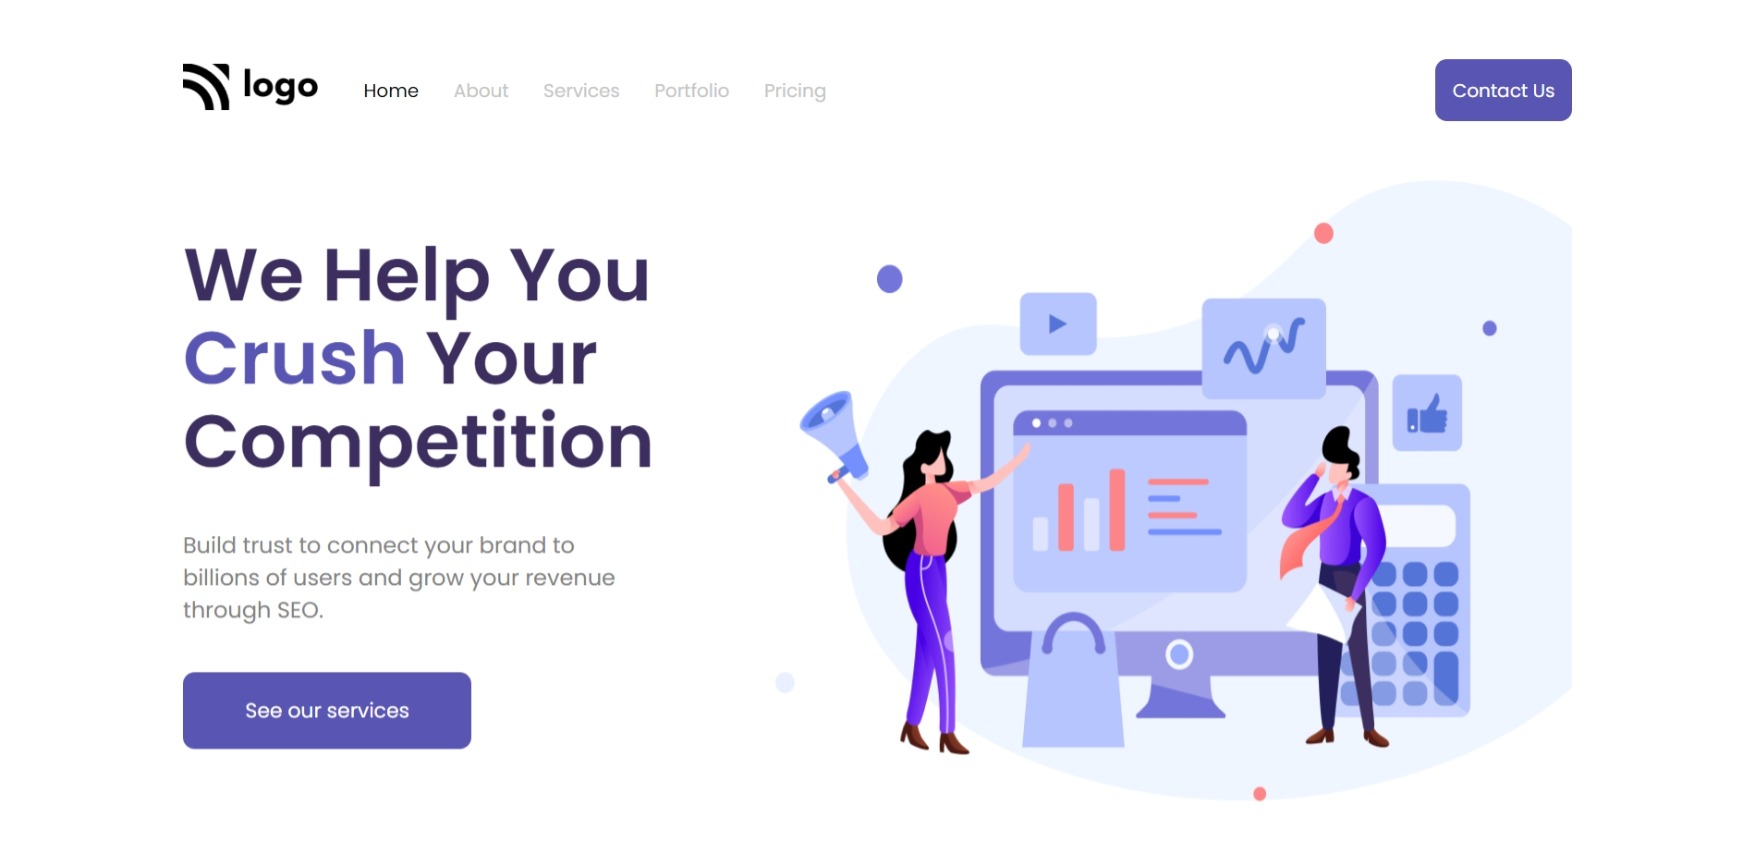 logo
Home About Services Portfolio Pricing
Contact Us
We Help You
Crush Your
Competition
Build trust to connect your brand to
billions of users and grow your revenue
through SEO.
See our services